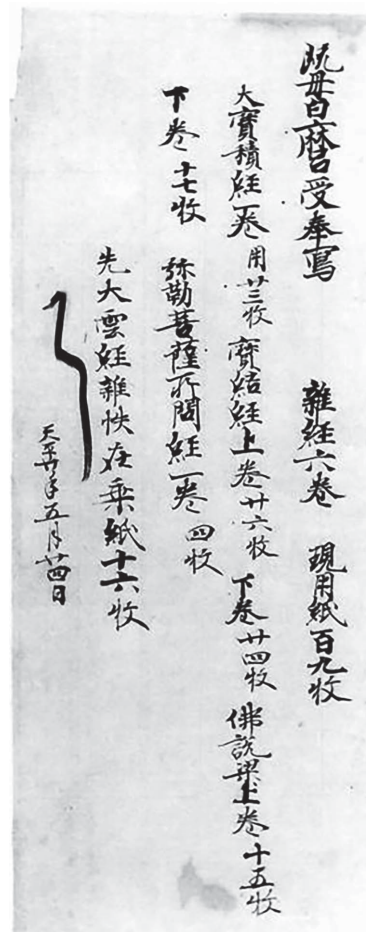 既母白麿受奉寫 雜經六卷 現用紙百九枚
大寶積經一卷 用廿三枚 寶結經上卷廿六枚 下卷廿四枚 佛説上卷十五枚
下卷十七枚 弥勒菩薩所問經一卷 四枚
先大雲經雜帙在乗紙十六枚
天平廿年五月廿四日